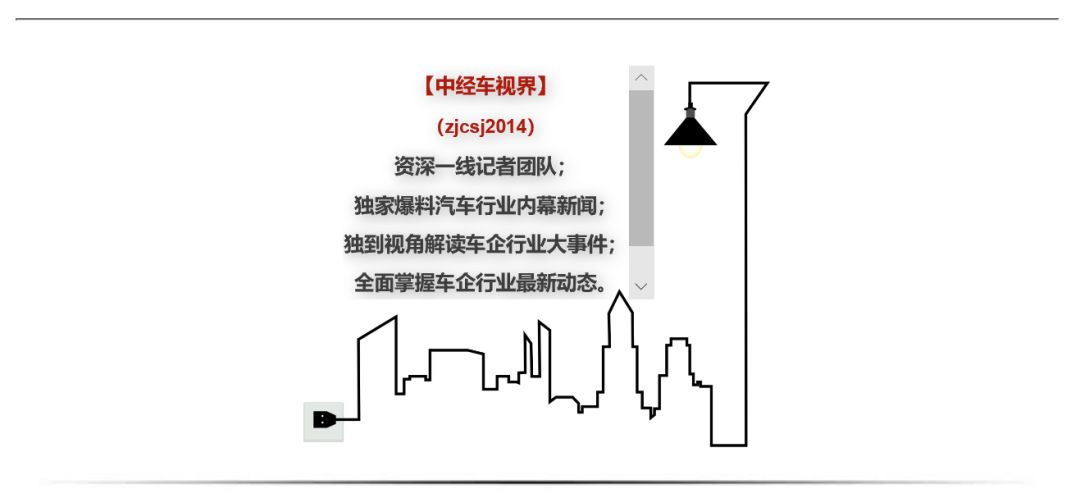 【中经车视界】
（zjcsj2014）
资深一线记者团队；
独家爆料汽车行业内幕新闻；
独到视角解读车企行业大事件；
全面掌握车企行业最新动态。